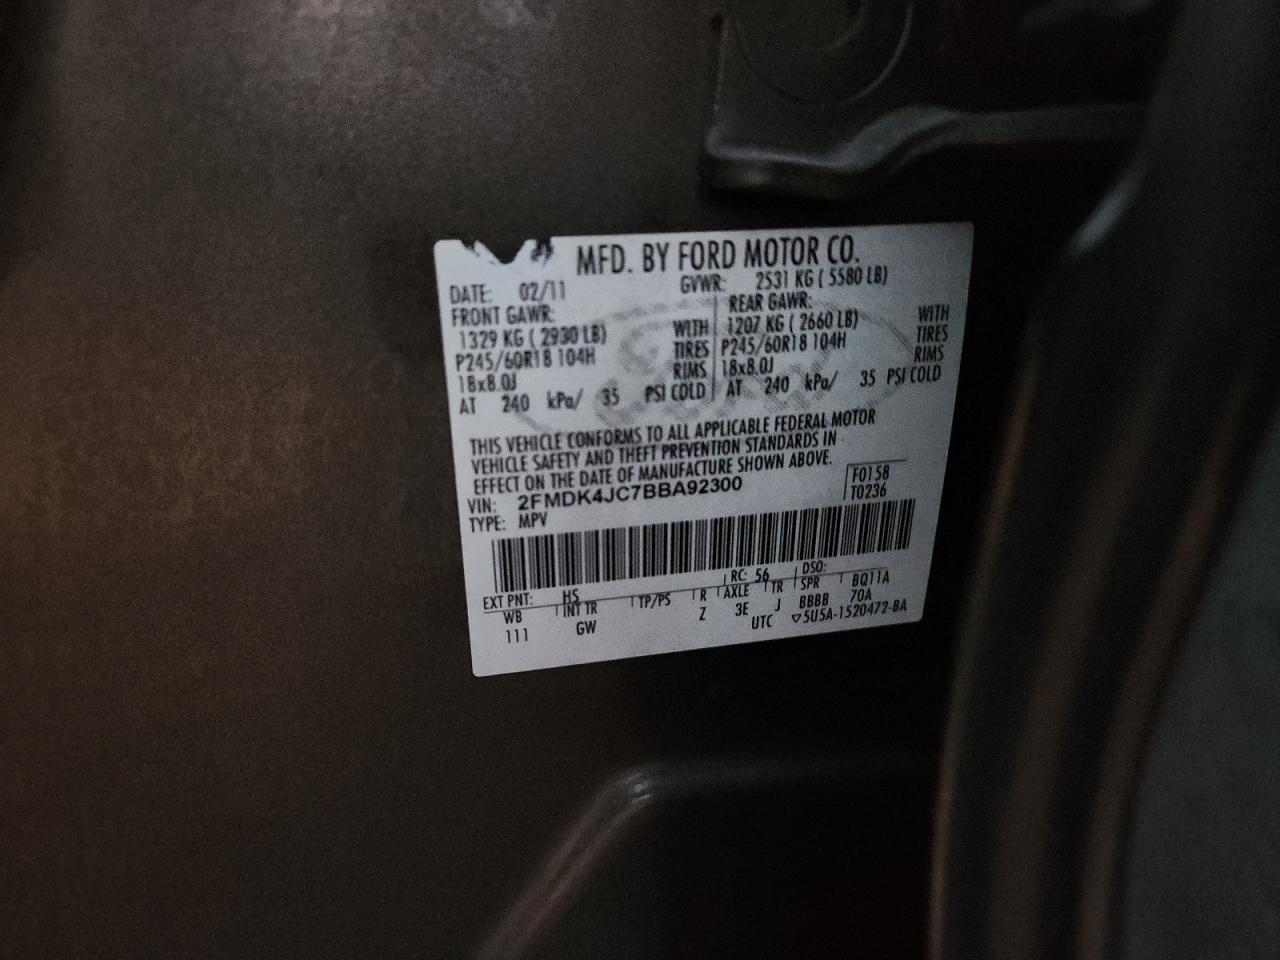 MFD. BY FORD MOTOR CO.
DATE: 02/11 GVWR: 2531 KG ( 5580 LB)
FRONT GAWR: REAR GAWR:
1329 KG ( 2930 LB) WITH 1207 KG ( 2660 LB) WITH
P245/60R18 104H TIRES P245/60R18 104H TIRES
18x8.0J RIMS 18x8.0J RIMS
AT 240 kPa/ 35 PSI COLD AT 240 kPa/ 35 PSI COLD
THIS VEHICLE CONFORMS TO ALL APPLICABLE FEDERAL MOTOR
VEHICLE SAFETY AND THEFT PREVENTION STANDARDS IN
EFFECT ON THE DATE OF MANUFACTURE SHOWN ABOVE.
VIN: 2FMDK4JC7BBA92300 F0158
TYPE: MPV T0236
EXT PNT: HS RC: 56 DSO:
WB INT TR TP/PS R AXLE TR SPR BQ11A
111 GW Z 3E J BBBB 70A
UTC ▽5U5A-1520472-BA